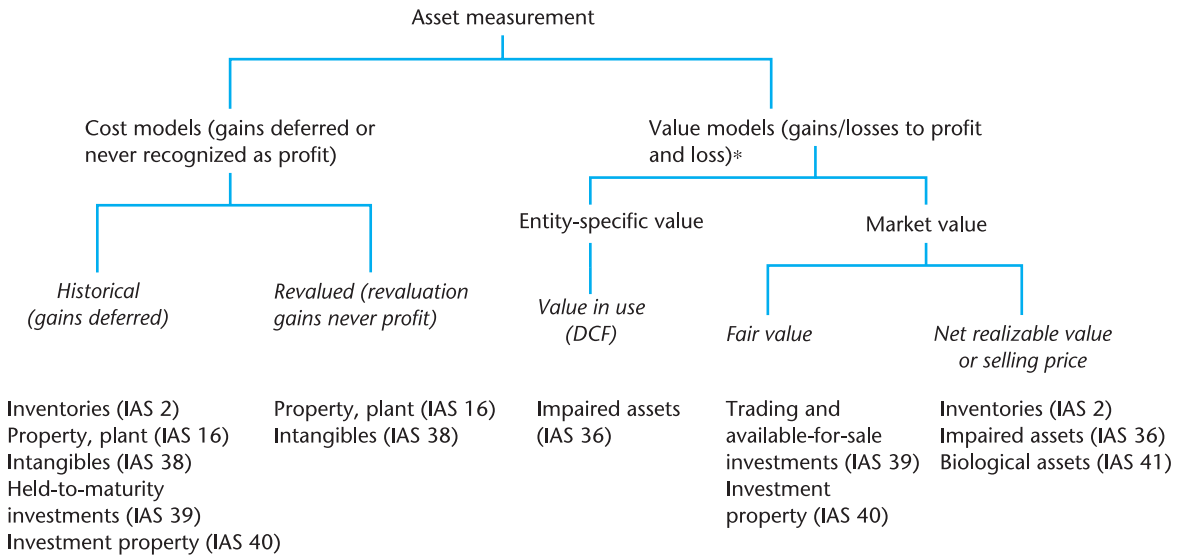 Asset measurement
Cost models (gains deferred or
never recognized as profit)
Value models (gains/losses to profit
and loss)*
Entity-specific value
Market value
Historical
(gains deferred)
Revalued (revaluation
gains never profit)
Value in use
(DCF)
Fair value
Net realizable value
or selling price
Inventories (IAS 2)
Property, plant (IAS 16)
Intangibles (IAS 38)
Held-to-maturity
investments (IAS 39)
Investment property (IAS 40)
Property, plant (IAS 16)
Intangibles (IAS 38)
Impaired assets
(IAS 36)
Trading and
available-for-sale
investments (IAS 39)
Investment
property (IAS 40)
Inventories (IAS 2)
Impaired assets (IAS 36)
Biological assets (IAS 41)